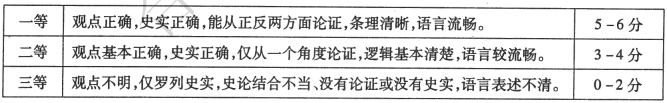 一等 观点正确,史实正确,能从正反两方面论证,条理清晰,语言流畅。 5-6分
二等 观点基本正确,史实正确,仅从一个角度论证,逻辑基本清楚,语言较流畅。 3-4分
三等 观点不明,仅罗列史实,史论结合不当、没有论证或没有史实,语言表述不清。 0-2分